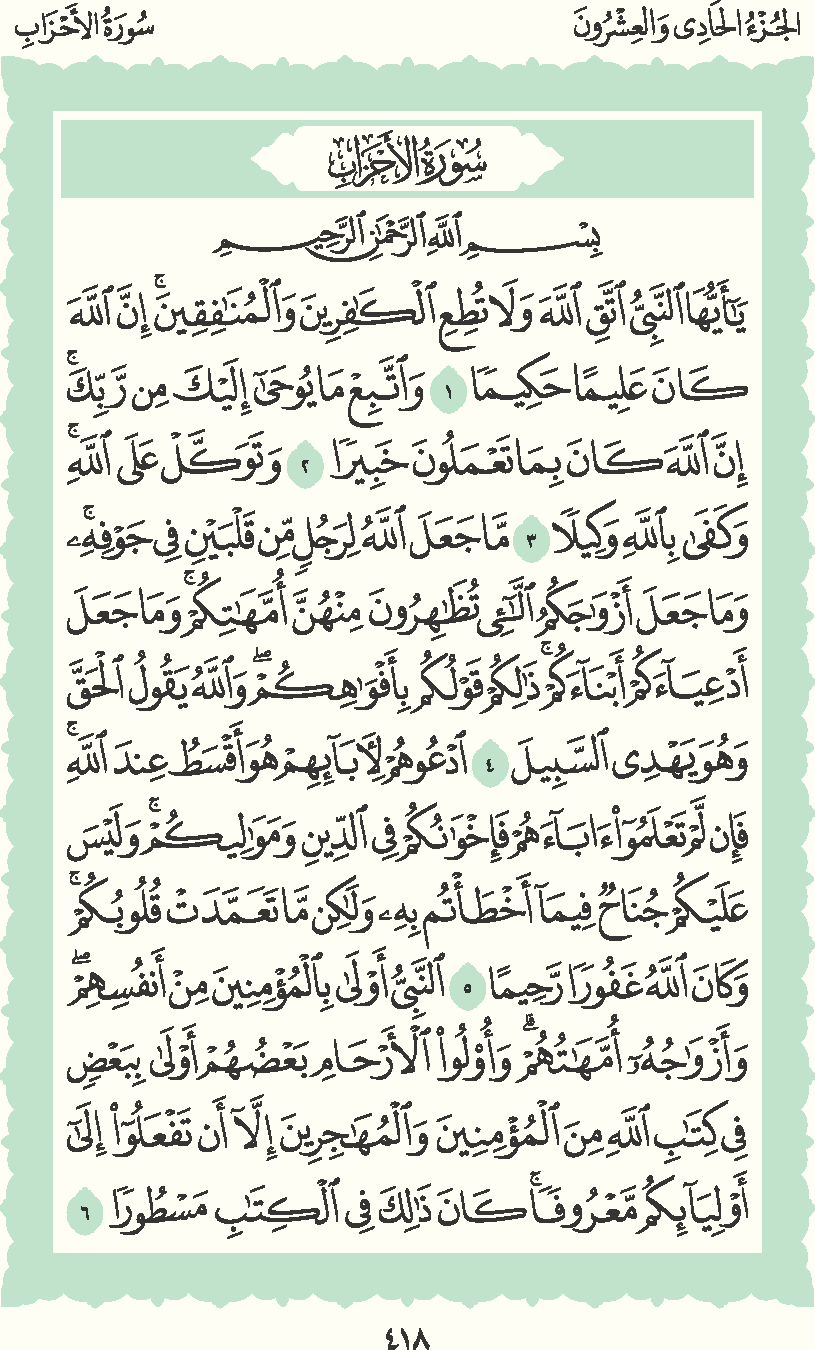 الجُزْءُ الحَادِى وَالعِشْرُونَ
سُورَةُ الأَحْزَابِ
سُورَةُ الأَحْزَابِ
بِسْمِ ٱللَّهِ ٱلرَّحْمَٰنِ ٱلرَّحِيمِ
يَٰٓأَيُّهَا ٱلنَّبِىُّ ٱتَّقِ ٱللَّهَ وَلَا تُطِعِ ٱلْكَٰفِرِينَ وَٱلْمُنَٰفِقِينَ ۚ إِنَّ ٱللَّهَ
كَانَ عَلِيمًا حَكِيمًا ١ وَٱتَّبِعْ مَا يُوحَىٰٓ إِلَيْكَ مِن رَّبِّكَ ۚ
إِنَّ ٱللَّهَ كَانَ بِمَا تَعْمَلُونَ خَبِيرًا ٢ وَتَوَكَّلْ عَلَى ٱللَّهِ ۚ
وَكَفَىٰ بِٱللَّهِ وَكِيلًا ٣ مَّا جَعَلَ ٱللَّهُ لِرَجُلٍ مِّن قَلْبَيْنِ فِى جَوْفِهِۦ ۚ
وَمَا جَعَلَ أَزْوَٰجَكُمُ ٱلَّٰٓـِٔى تُظَٰهِرُونَ مِنْهُنَّ أُمَّهَٰتِكُمْ ۚ وَمَا جَعَلَ
أَدْعِيَآءَكُمْ أَبْنَآءَكُمْ ۚ ذَٰلِكُمْ قَوْلُكُم بِأَفْوَٰهِكُمْ ۖ وَٱللَّهُ يَقُولُ ٱلْحَقَّ
وَهُوَ يَهْدِى ٱلسَّبِيلَ ٤ ٱدْعُوهُمْ لِـَٔابَآئِهِمْ هُوَ أَقْسَطُ عِندَ ٱللَّهِ ۚ
فَإِن لَّمْ تَعْلَمُوٓا۟ ءَابَآءَهُمْ فَإِخْوَٰنُكُمْ فِى ٱلدِّينِ وَمَوَٰلِيكُمْ ۚ وَلَيْسَ
عَلَيْكُمْ جُنَاحٌ فِيمَآ أَخْطَأْتُم بِهِۦ وَلَٰكِن مَّا تَعَمَّدَتْ قُلُوبُكُمْ ۚ
وَكَانَ ٱللَّهُ غَفُورًا رَّحِيمًا ٥ ٱلنَّبِىُّ أَوْلَىٰ بِٱلْمُؤْمِنِينَ مِنْ أَنفُسِهِمْ ۖ
وَأَزْوَٰجُهُۥٓ أُمَّهَٰتُهُمْ ۗ وَأُو۟لُوا۟ ٱلْأَرْحَامِ بَعْضُهُمْ أَوْلَىٰ بِبَعْضٍ
فِى كِتَٰبِ ٱللَّهِ مِنَ ٱلْمُؤْمِنِينَ وَٱلْمُهَٰجِرِينَ إِلَّآ أَن تَفْعَلُوٓا۟ إِلَىٰٓ
أَوْلِيَآئِكُم مَّعْرُوفًا ۚ كَانَ ذَٰلِكَ فِى ٱلْكِتَٰبِ مَسْطُورًا ٦
٤١٨